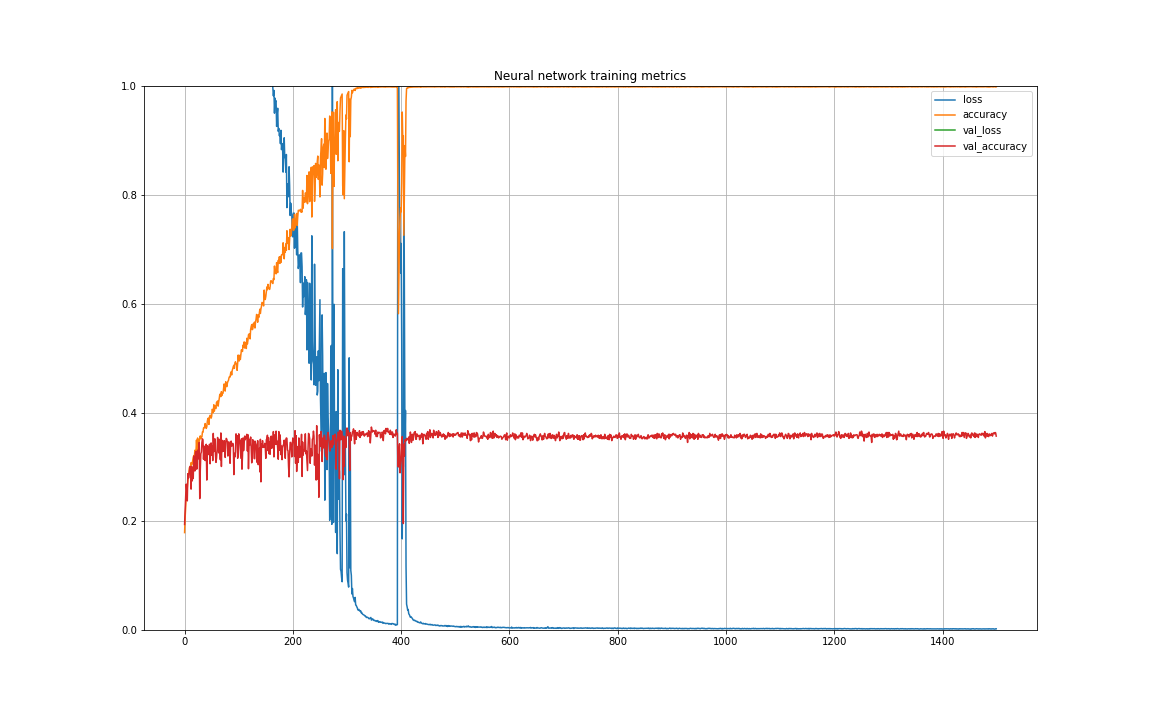 Neural network training metrics
1.0
0.8
0.6
0.4
0.2
0.0
loss
accuracy
val_loss
val_accuracy
0 200 400 600 800 1000 1200 1400